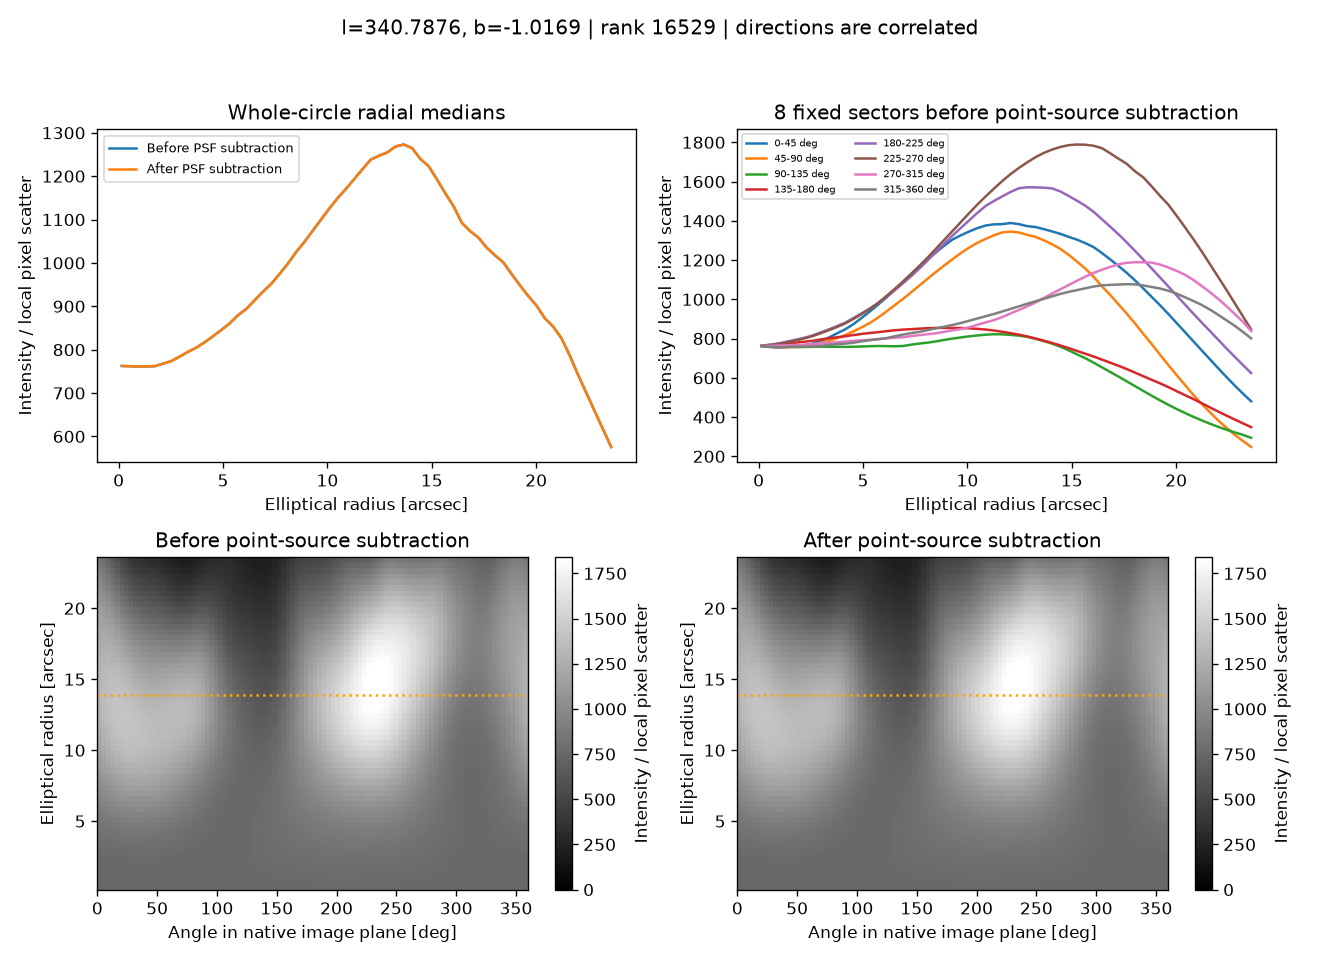 l=340.7876, b=-1.0169 | rank 16529 | directions are correlated
Whole-circle radial medians
1300
1200
1100
1000
900
800
700
600
Intensity / local pixel scatter
Before PSF subtraction
After PSF subtraction
0 5 10 15 20
Elliptical radius [arcsec]
8 fixed sectors before point-source subtraction
1800
1600
1400
1200
1000
800
600
400
200
Intensity / local pixel scatter
0-45 deg
45-90 deg
90-135 deg
135-180 deg
180-225 deg
225-270 deg
270-315 deg
315-360 deg
0 5 10 15 20
Elliptical radius [arcsec]
Before point-source subtraction
20
15
10
5
Elliptical radius [arcsec]
0 50 100 150 200 250 300 350
Angle in native image plane [deg]
1750
1500
1250
1000
750
500
250
0
Intensity / local pixel scatter
After point-source subtraction
20
15
10
5
Elliptical radius [arcsec]
0 50 100 150 200 250 300 350
Angle in native image plane [deg]
1750
1500
1250
1000
750
500
250
0
Intensity / local pixel scatter